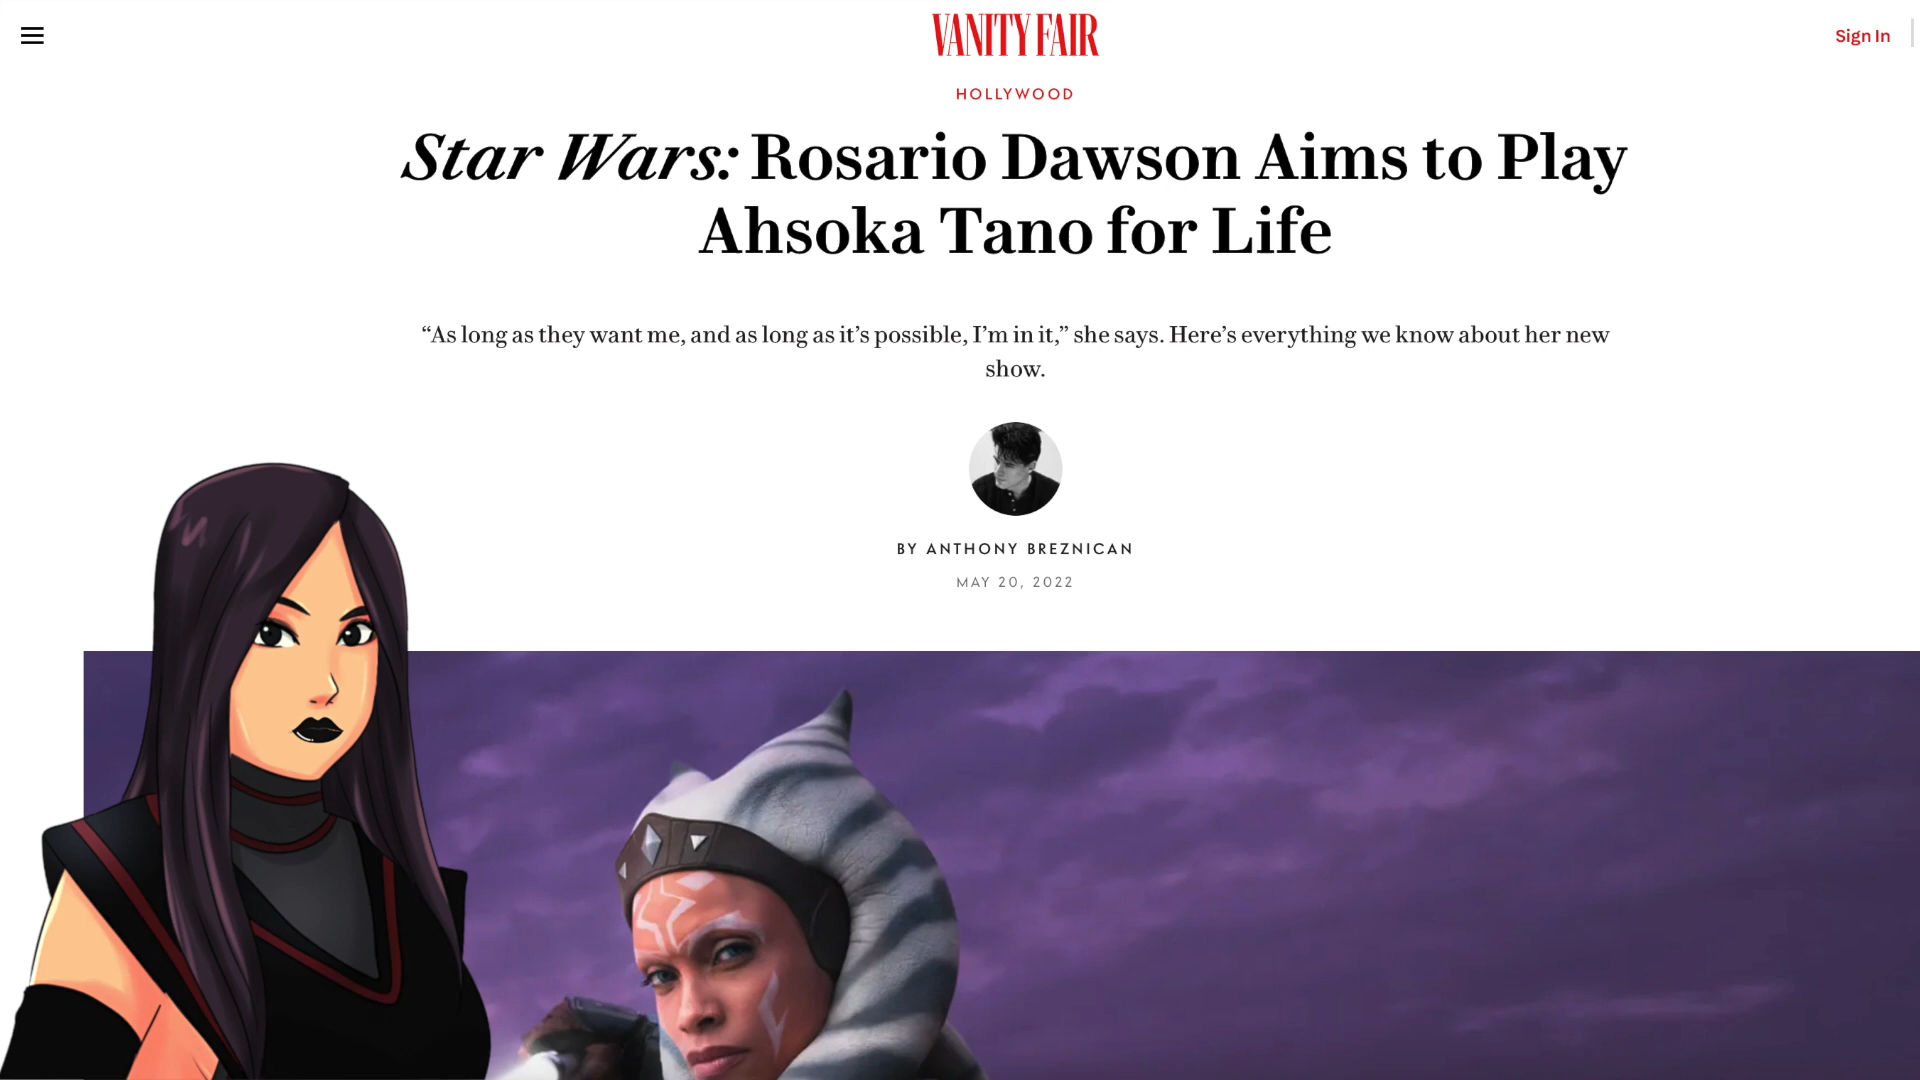 VANITY FAIR
Sign In
HOLLYWOOD
Star Wars: Rosario Dawson Aims to Play
Ahsoka Tano for Life
“As long as they want me, and as long as it’s possible, I’m in it,” she says. Here’s everything we know about her new
show.
BY ANTHONY BREZNICAN
MAY 20, 2022